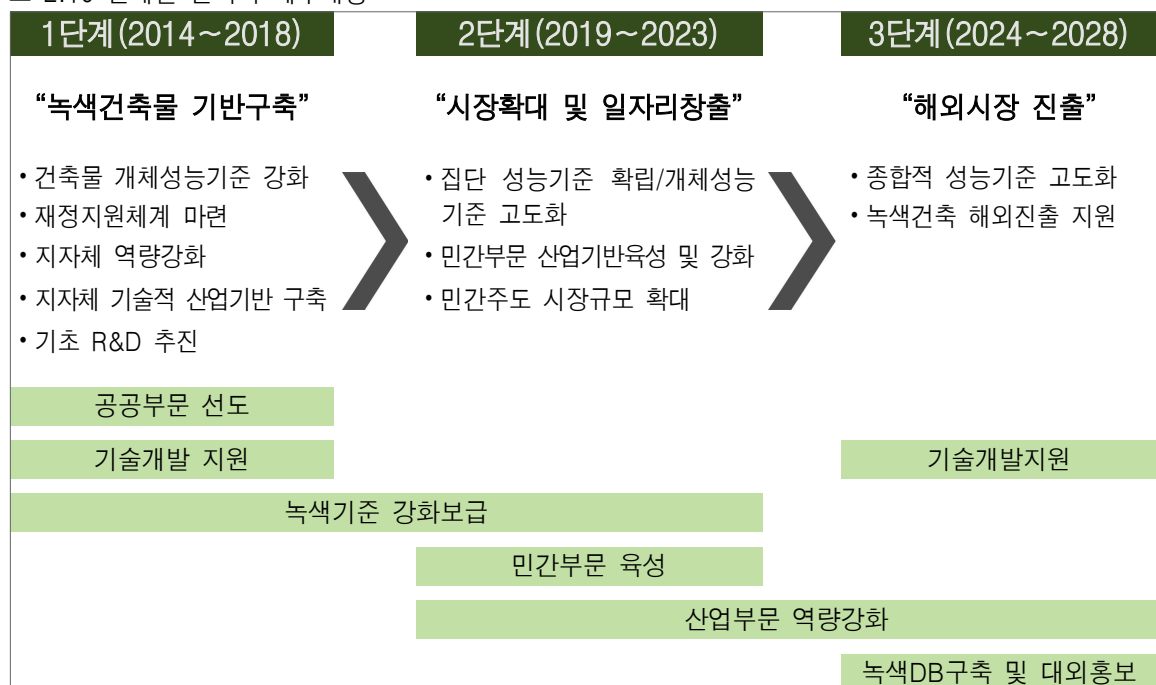 1단계(2014~2018)
2단계(2019~2023)
3단계(2024~2028)
“녹색건축물 기반구축”
“시장확대 및 일자리창출”
“해외시장 진출”
• 건축물 개체성능기준 강화
• 재정지원체계 마련
• 지자체 역량강화
• 지자체 기술적 산업기반 구축
• 기초 R&D 추진
• 집단 성능기준 확립/개체성능
기준 고도화
• 민간부문 산업기반육성 및 강화
• 민간주도 시장규모 확대
• 종합적 성능기준 고도화
• 녹색건축 해외진출 지원
공공부문 선도
기술개발 지원
기술개발지원
녹색기준 강화보급
민간부문 육성
산업부문 역량강화
녹색DB구축 및 대외홍보